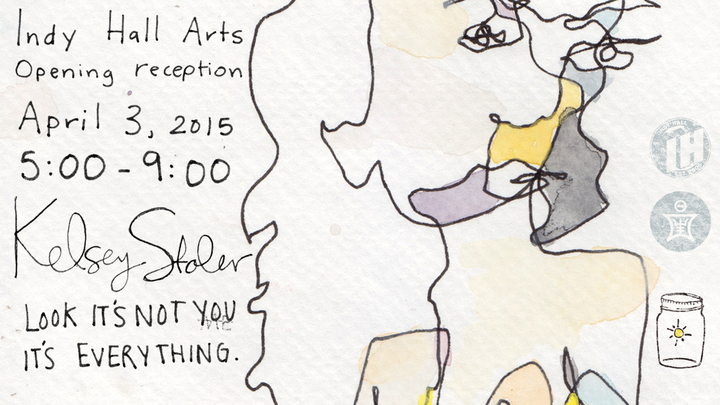 Indy Hall Arts
Opening reception
April 3, 2015
5:00 - 9:00
Kelsey Stoler
LOOK IT'S NOT YOU
ME
IT'S EVERYTHING.
IH